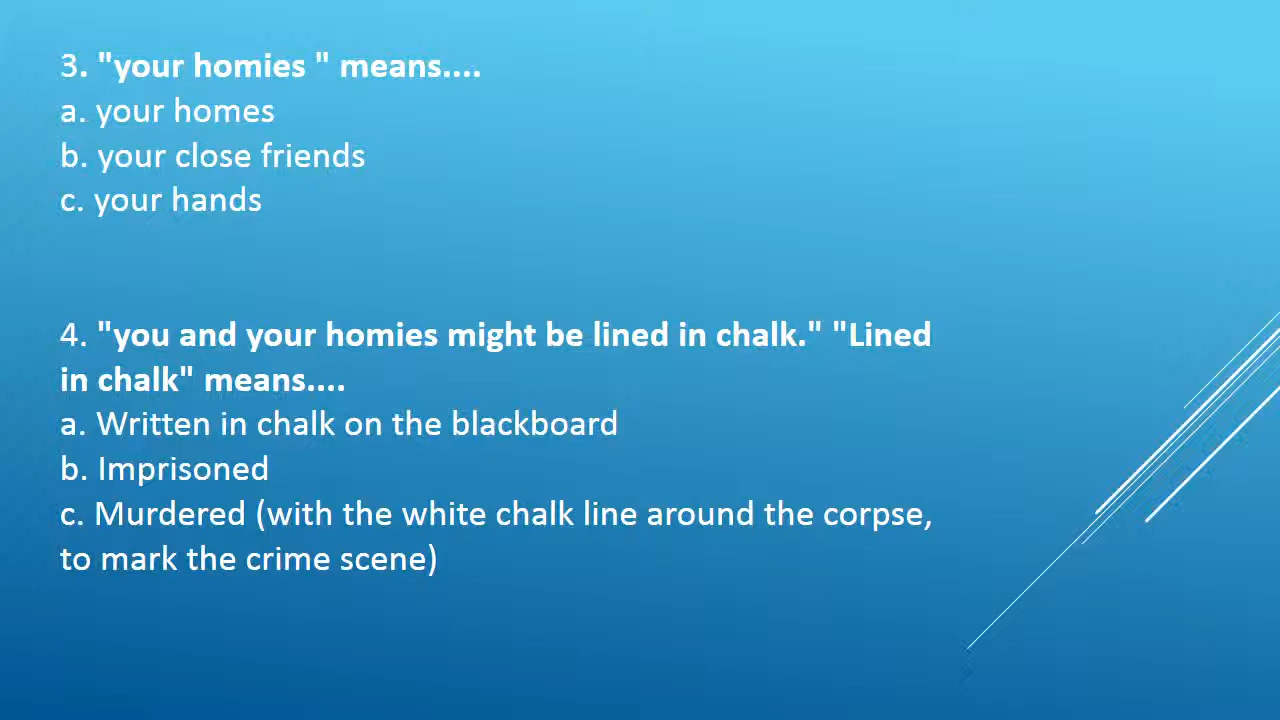 3. "your homies " means....
a. your homes
b. your close friends
c. your hands
4. "you and your homies might be lined in chalk." "Lined
in chalk" means....
a. Written in chalk on the blackboard
b. Imprisoned
c. Murdered (with the white chalk line around the corpse,
to mark the crime scene)